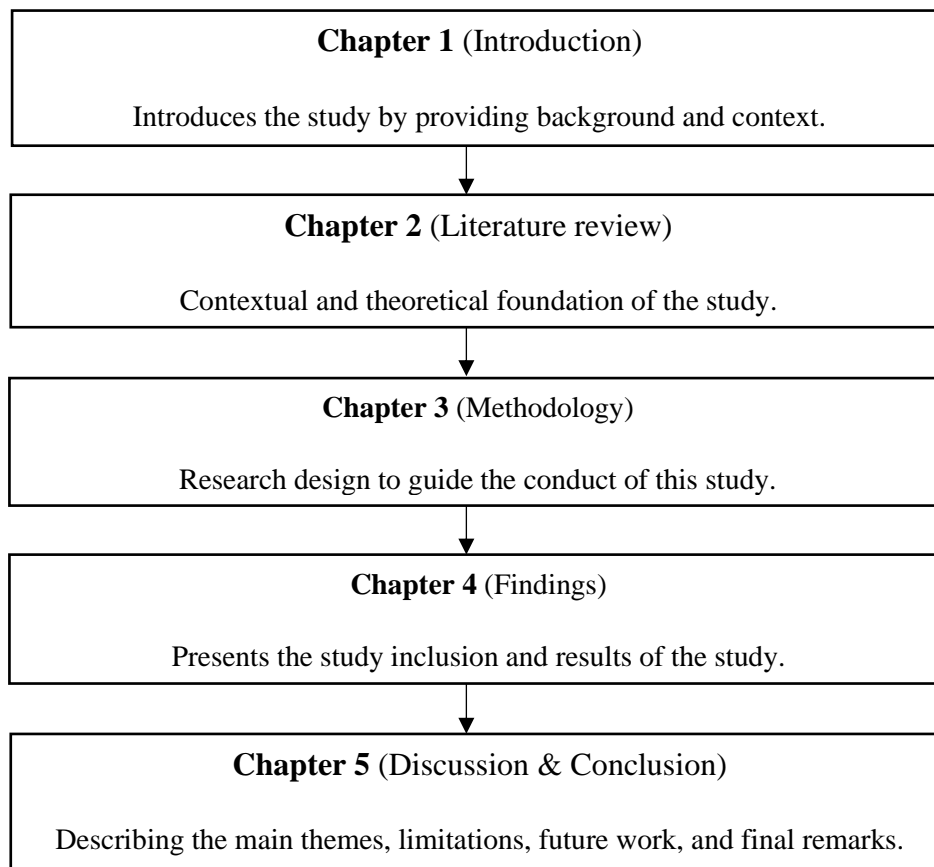 Chapter 1 (Introduction)
Introduces the study by providing background and context.
Chapter 2 (Literature review)
Contextual and theoretical foundation of the study.
Chapter 3 (Methodology)
Research design to guide the conduct of this study.
Chapter 4 (Findings)
Presents the study inclusion and results of the study.
Chapter 5 (Discussion & Conclusion)
Describing the main themes, limitations, future work, and final remarks.